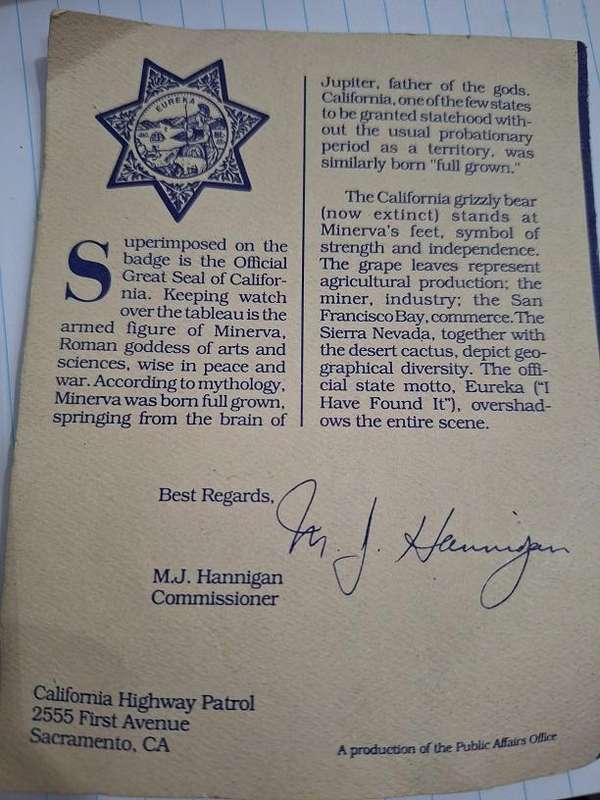 EUREKA
Superimposed on the
badge is the Official
Great Seal of Califor-
nia. Keeping watch
over the tableau is the
armed figure of Minerva,
Roman goddess of arts and
sciences, wise in peace and
war. According to mythology,
Minerva was born full grown,
springing from the brain of
Jupiter, father of the gods.
California, one of the few states
to be granted statehood with-
out the usual probationary
period as a territory, was
similarly born "full grown."
The California grizzly bear
(now extinct) stands at
Minerva's feet, symbol of
strength and independence.
The grape leaves represent
agricultural production; the
miner, industry; the San
Francisco Bay, commerce. The
Sierra Nevada, together with
the desert cactus, depict geo-
graphical diversity. The offi-
cial state motto, Eureka ("I
Have Found It"), overshad-
ows the entire scene.
Best Regards,
M. J. Hannigan
M.J. Hannigan
Commissioner
California Highway Patrol
2555 First Avenue
Sacramento, CA
A production of the Public Affairs Office